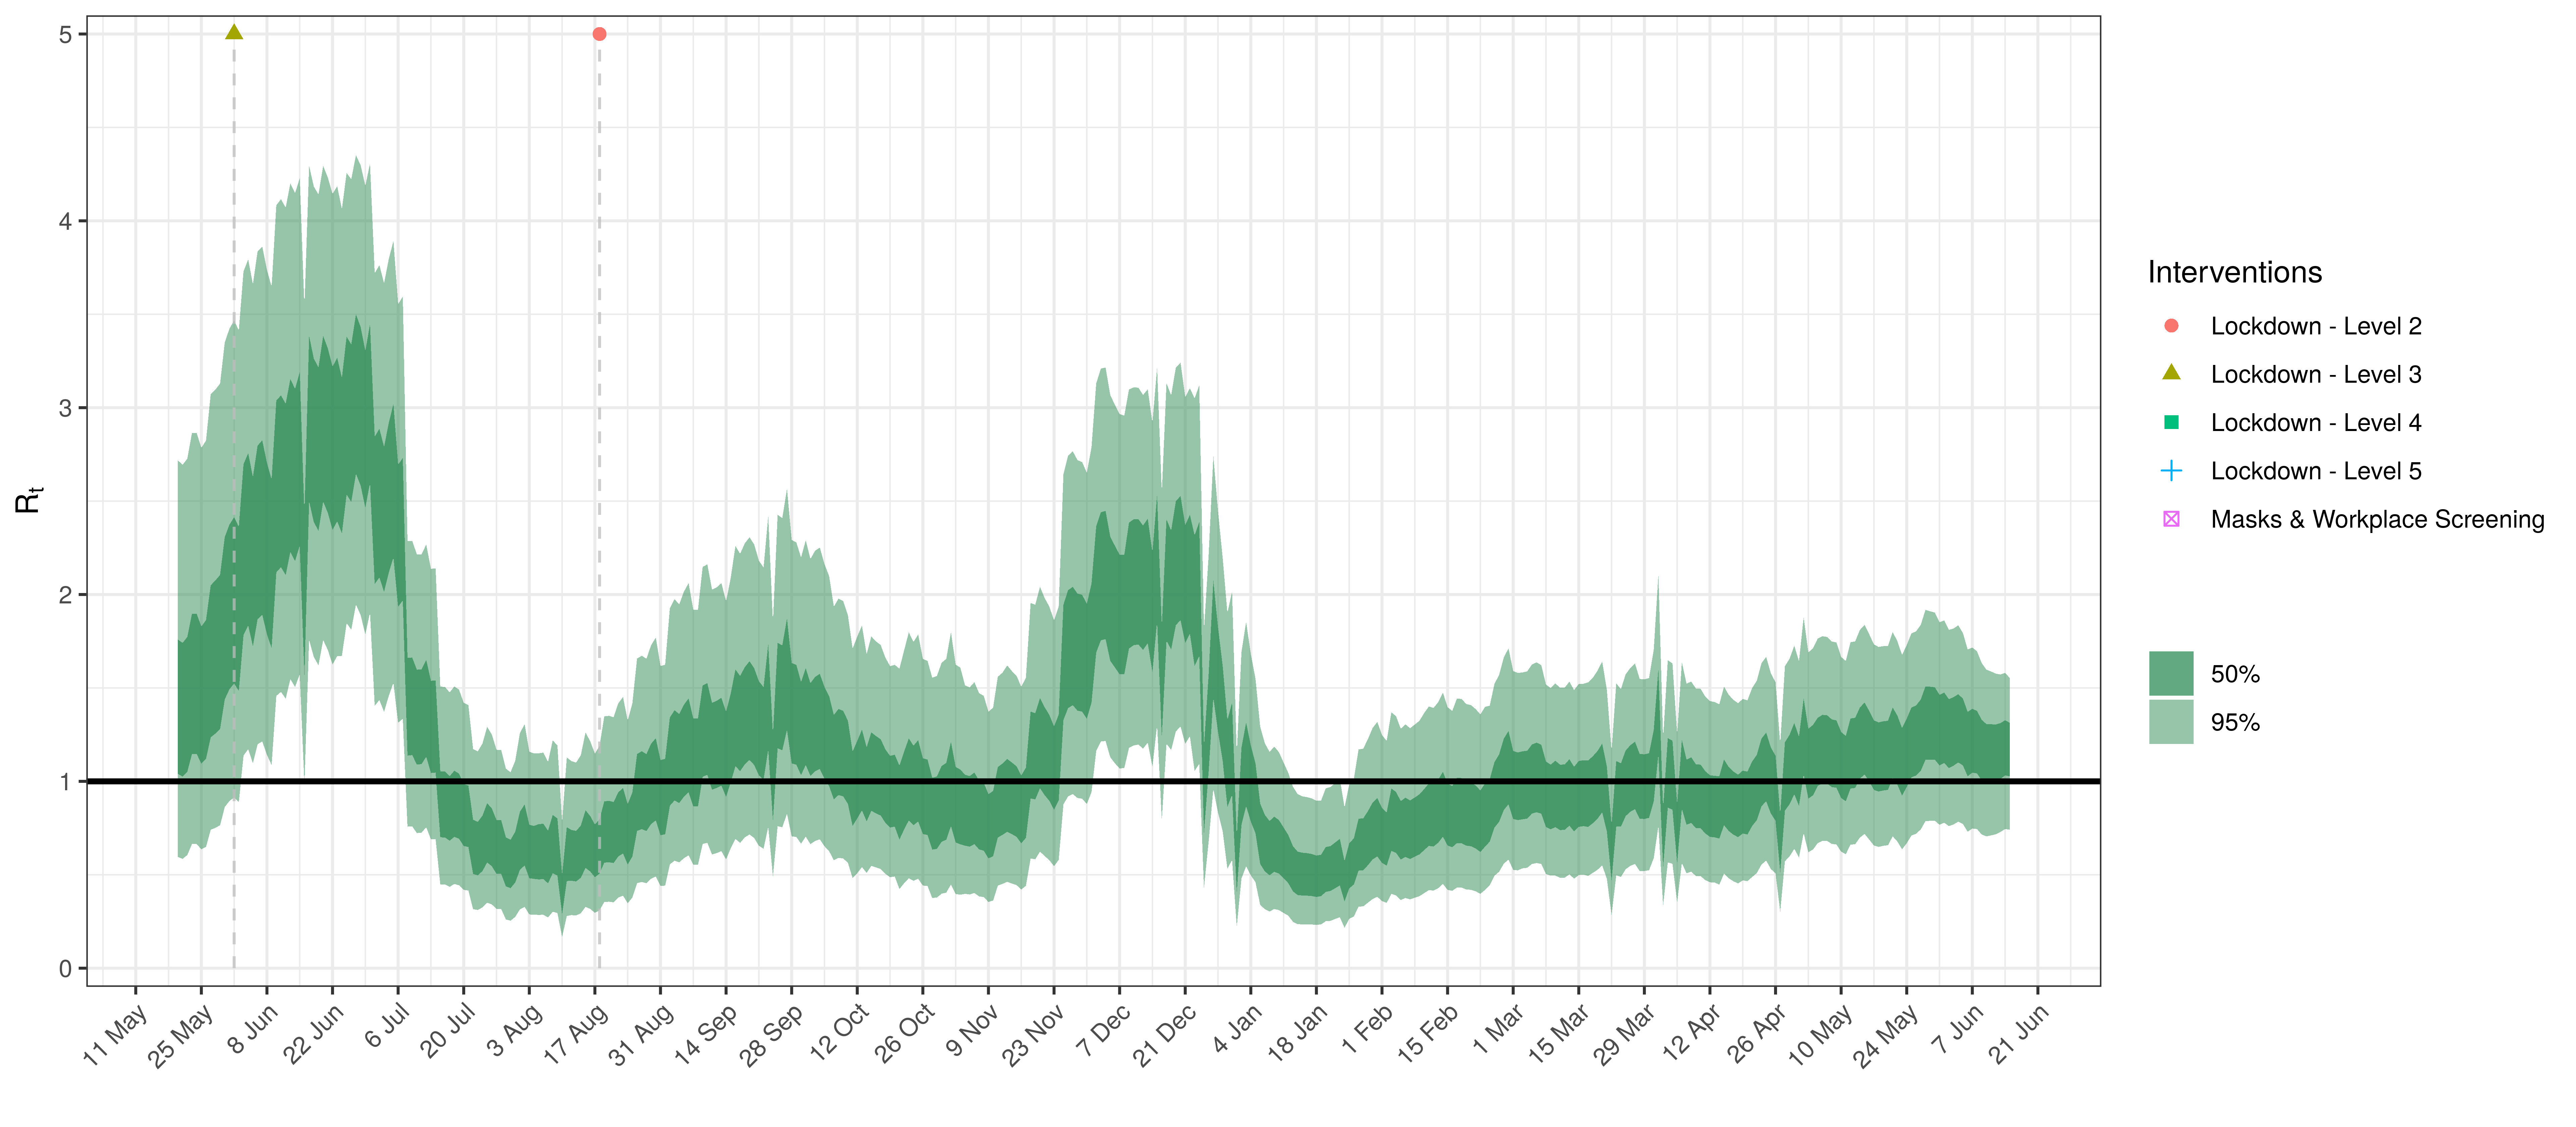 5
4
3
2
1
0
Rt
11 May
25 May
8 Jun
22 Jun
6 Jul
20 Jul
3 Aug
17 Aug
31 Aug
14 Sep
28 Sep
12 Oct
26 Oct
9 Nov
23 Nov
7 Dec
21 Dec
4 Jan
18 Jan
1 Feb
15 Feb
1 Mar
15 Mar
29 Mar
12 Apr
26 Apr
10 May
24 May
7 Jun
21 Jun
Interventions
Lockdown - Level 2
Lockdown - Level 3
Lockdown - Level 4
Lockdown - Level 5
Masks & Workplace Screening
50%
95%